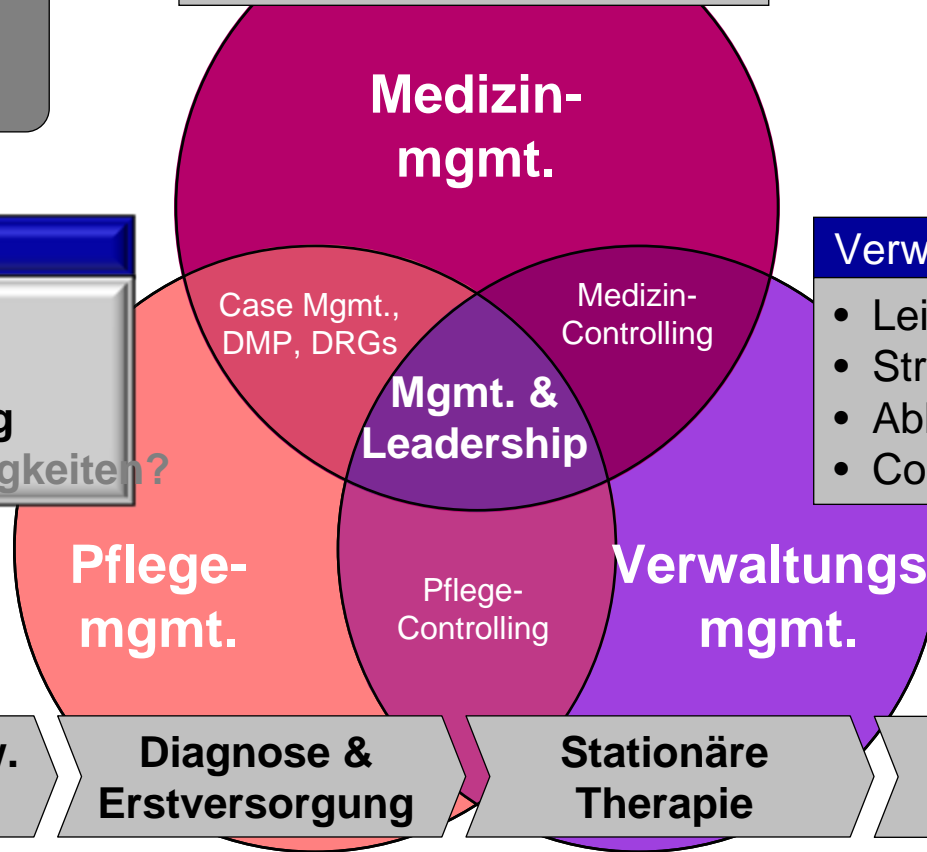 Medizin-
mgmt.
Case Mgmt.,
DMP, DRGs
Medizin-
Controlling
Mgmt. &
Leadership
Pflege-
mgmt.
Pflege-
Controlling
Verwaltungs
mgmt.
Verw
• Lei
• Str
• Abl
• Co
g
gkeiten?
.
Diagnose &
Erstversorgung
Stationäre
Therapie